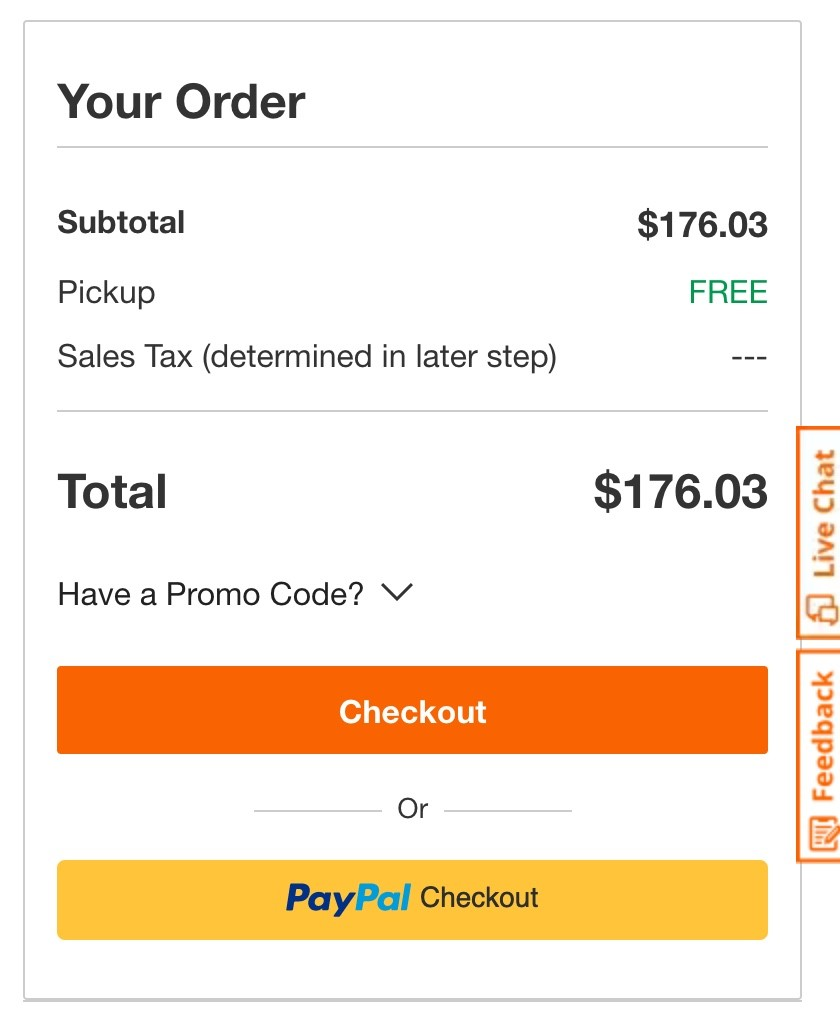 Your Order
Subtotal $176.03
Pickup FREE
Sales Tax (determined in later step) ---
Total $176.03
Have a Promo Code?
Checkout
Or
PayPal Checkout
Live Chat
Feedback